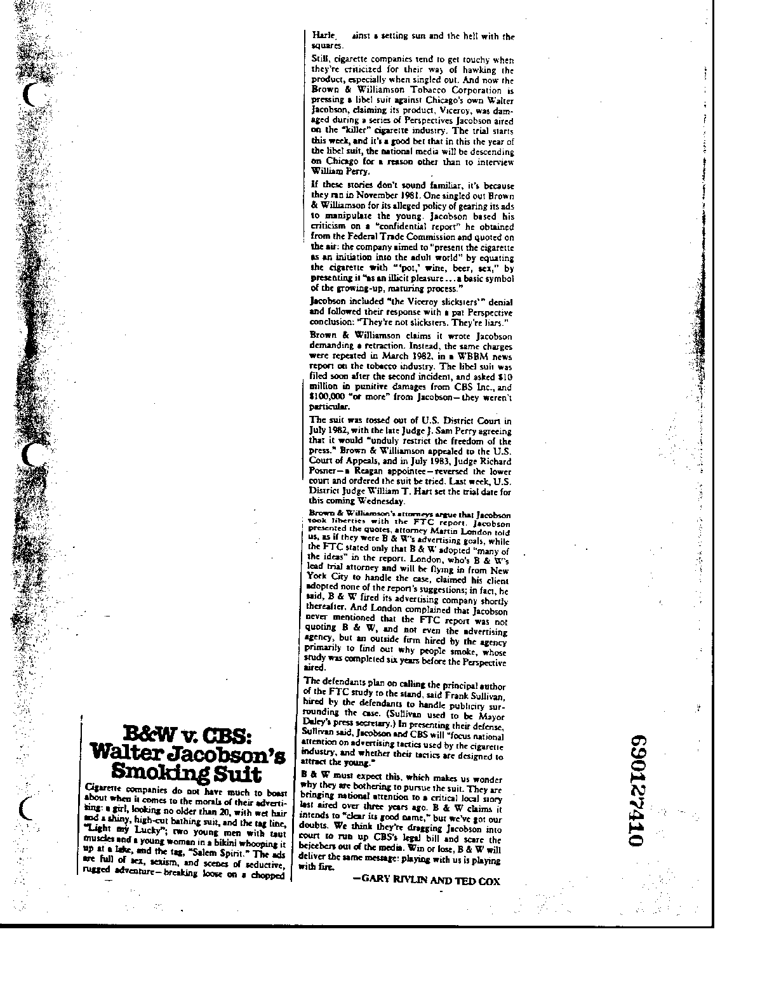 B&W v. CBS:
Walter Jacobson's
Smoking Suit
Cigarette companies do not have much to boast
about when it comes to the morals of their adverti-
sing: a girl, looking no older than 20, with wet hair
and a shiny, high-cut bathing suit, and the tag line,
"Light my Lucky"; two young men with taut
muscles and a young woman in a bikini whooping it
up at a lake, and the tag, "Salem Spirit." The ads
are full of sex, sexism, and scenes of seductive,
rugged adventure—breaking loose on a chopped
Harle ainst a setting sun and the hell with the
squares.
Still, cigarette companies tend to get touchy when
they're criticized for their way of hawking the
product, especially when singled out. And now the
Brown & Williamson Tobacco Corporation is
pressing a libel suit against Chicago's own Walter
Jacobson, claiming its product, Viceroy, was dam-
aged during a series of Perspectives Jacobson aired
on the "killer" cigarette industry. The trial starts
this week, and it's a good bet that in this the year of
the libel suit, the national media will be descending
on Chicago for a reason other than to interview
William Perry.
If these stories don't sound familiar, it's because
they ran in November 1981. One singled out Brown
& Williamson for its alleged policy of gearing its ads
to manipulate the young. Jacobson based his
criticism on a "confidential report" he obtained
from the Federal Trade Commission and quoted on
the air: the company aimed to "present the cigarette
as an initiation into the adult world" by equating
the cigarette with "'pot,' wine, beer, sex," by
presenting it "as an illicit pleasure...a basic symbol
of the growing-up, maturing process."
Jacobson included "the Viceroy slicksters'" denial
and followed their response with a pat Perspective
conclusion: "They're not slicksters. They're liars."
Brown & Williamson claims it wrote Jacobson
demanding a retraction. Instead, the same charges
were repeated in March 1982, in a WBBM news
report on the tobacco industry. The libel suit was
filed soon after the second incident, and asked $10
million in punitive damages from CBS Inc., and
$100,000 "or more" from Jacobson—they weren't
particular.
The suit was tossed out of U.S. District Court in
July 1982, with the late Judge J. Sam Perry agreeing
that it would "unduly restrict the freedom of the
press." Brown & Williamson appealed to the U.S.
Court of Appeals, and in July 1983, Judge Richard
Posner—a Reagan appointee—reversed the lower
court and ordered the suit be tried. Last week, U.S.
District Judge William T. Hart set the trial date for
this coming Wednesday.
Brown & Williamson's attorneys argue that Jacobson
took liberties with the FTC report. Jacobson
presented the quotes, attorney Martin London told
us, as if they were B & W's advertising goals, while
the FTC stated only that B & W adopted "many of
the ideas" in the report. London, who's B & W's
lead trial attorney and will be flying in from New
York City to handle the case, claimed his client
adopted none of the report's suggestions; in fact, he
said, B & W fired its advertising company shortly
thereafter. And London complained that Jacobson
never mentioned that the FTC report was not
quoting B & W, and not even the advertising
agency, but an outside firm hired by the agency
primarily to find out why people smoke, whose
study was completed six years before the Perspective
aired.
The defendants plan on calling the principal author
of the FTC study to the stand, said Frank Sullivan,
hired by the defendants to handle publicity sur-
rounding the case. (Sullivan used to be Mayor
Daley's press secretary.) In presenting their defense,
Sullivan said, Jacobson and CBS will "focus national
attention on advertising tactics used by the cigarette
industry, and whether their tactics are designed to
attract the young."
B & W must expect this, which makes us wonder
why they are bothering to pursue the suit. They are
bringing national attention to a critical local story
last aired over three years ago. B & W claims it
intends to "clear its good name," but we've got our
doubts. We think they're dragging Jacobson into
court to run up CBS's legal bill and scare the
bejeebers out of the media. Win or lose, B & W will
deliver the same message: playing with us is playing
with fire.
—GARY RIVLIN AND TED COX
690127410